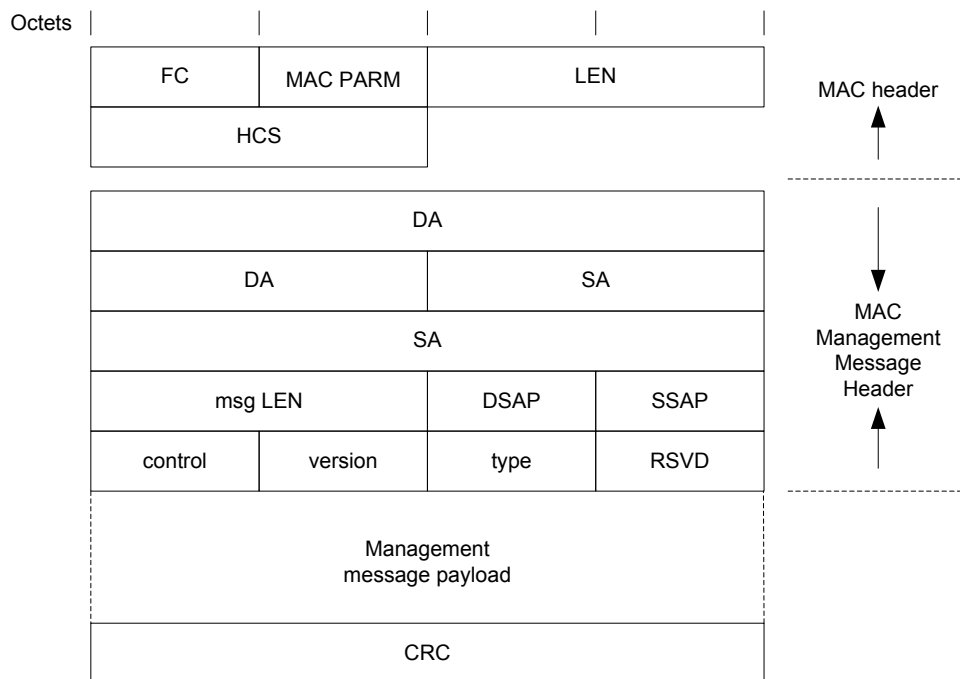 Octets
FC MAC PARM LEN
MAC header
HCS
DA
DA SA
SA
MAC
Management
Message
Header
msg LEN DSAP SSAP
control version type RSVD
Management
message payload
CRC